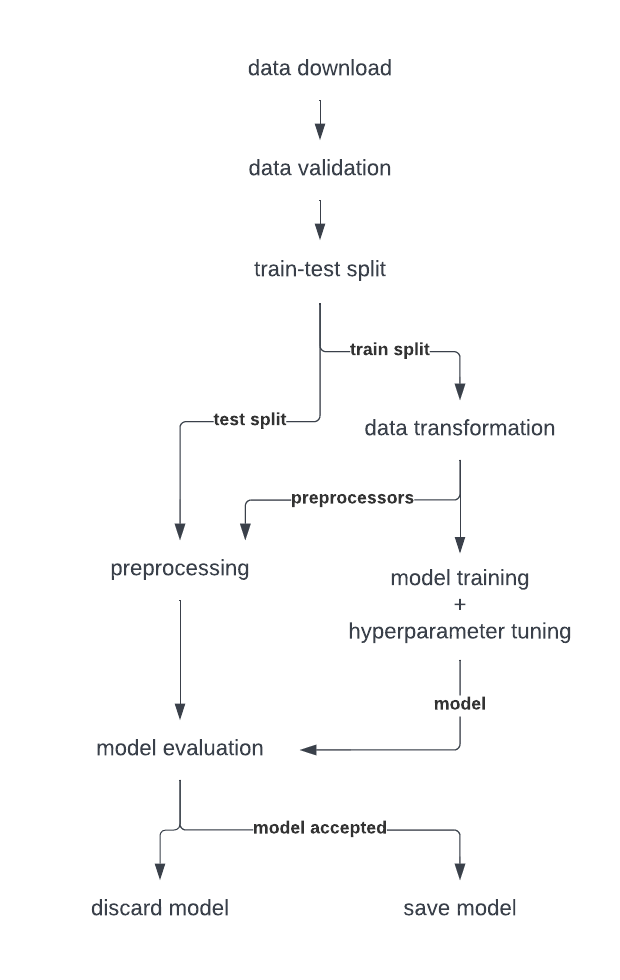 data download
data validation
train-test split
train split
test split
data transformation
preprocessors
preprocessing
model training
+
hyperparameter tuning
model
model evaluation
model accepted
discard model
save model